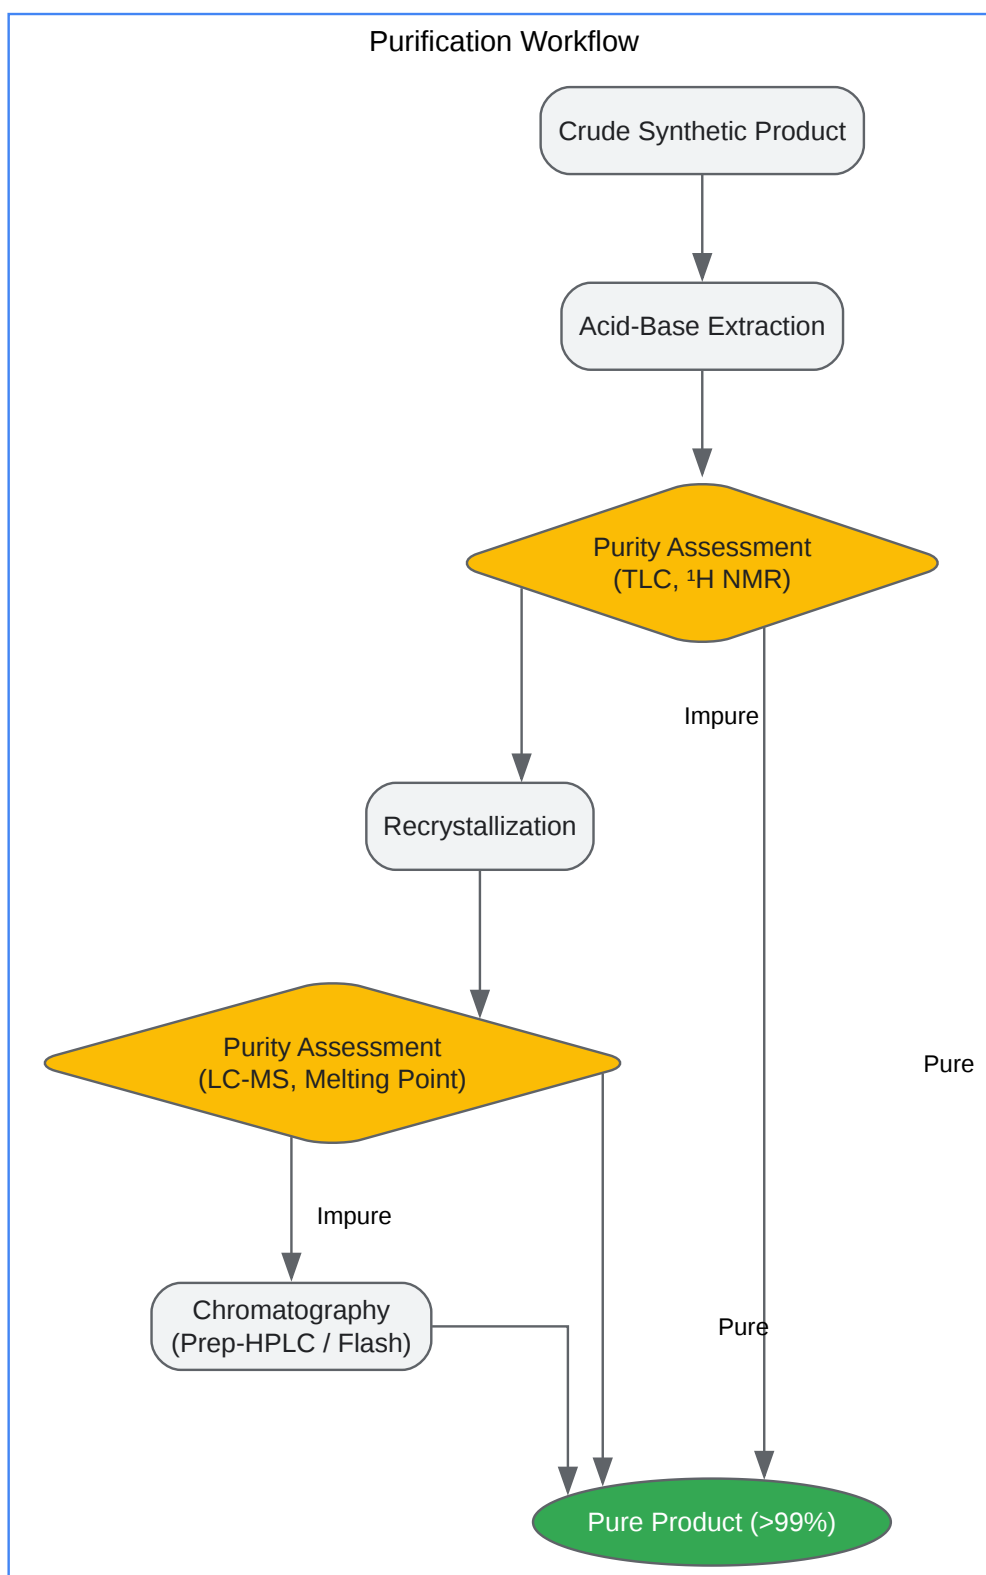 Purification Workflow
Crude Synthetic Product
Acid-Base Extraction
Purity Assessment
(TLC, ¹H NMR)
Impure
Recrystallization
Purity Assessment
(LC-MS, Melting Point)
Pure
Impure
Chromatography
(Prep-HPLC / Flash)
Pure
Pure Product (>99%)